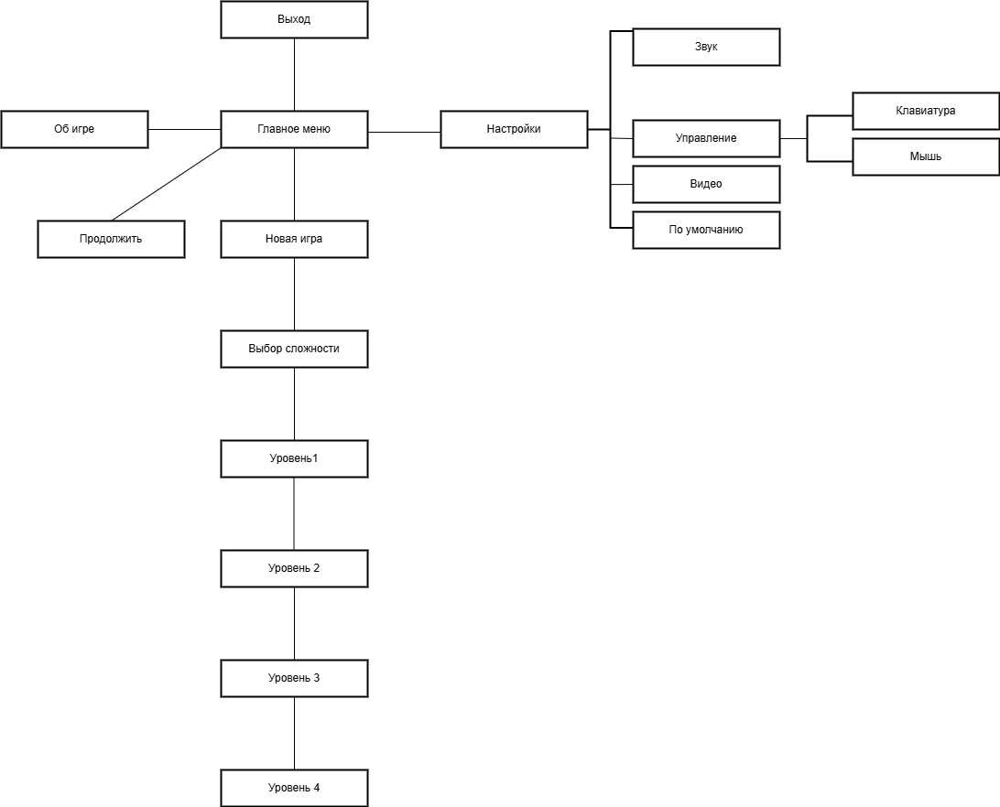 Выход
Звук
Об игре
Главное меню
Настройки
Управление
Клавиатура
Мышь
Видео
По умолчанию
Продолжить
Новая игра
Выбор сложности
Уровень1
Уровень 2
Уровень 3
Уровень 4